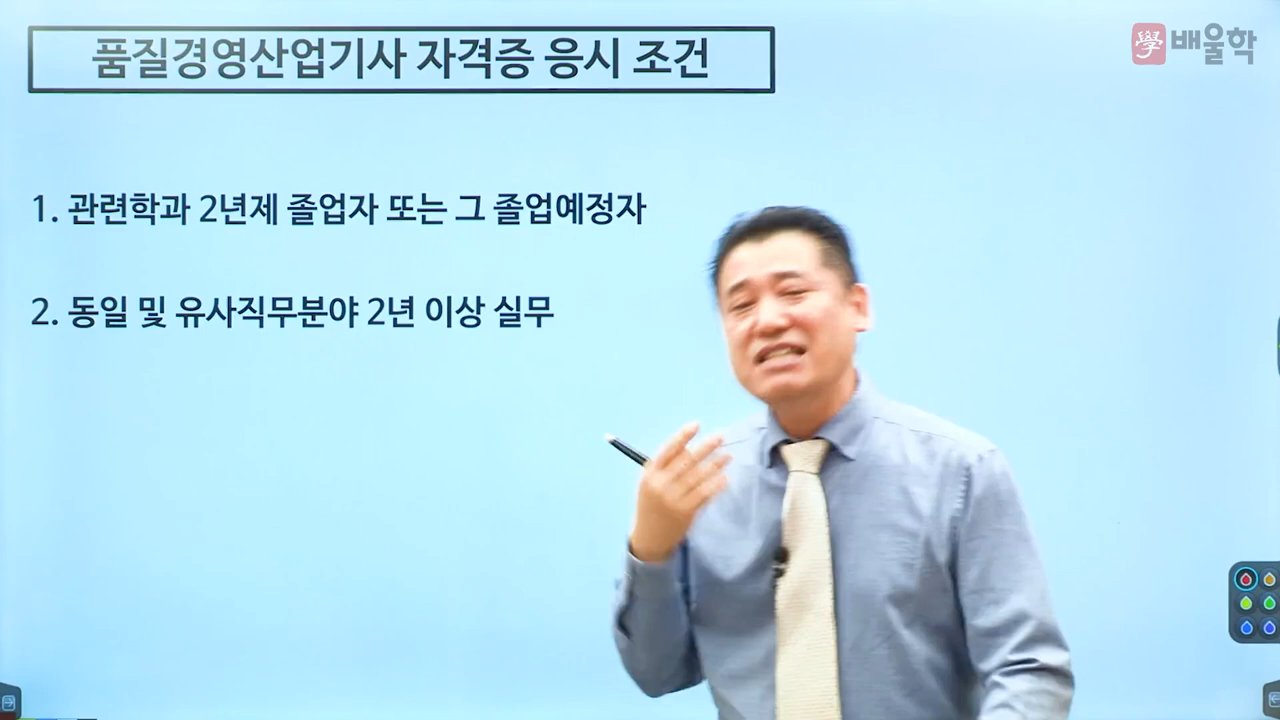 품질경영산업기사 자격증 응시 조건
學 배울학
1. 관련학과 2년제 졸업자 또는 그 졸업예정자
2. 동일 및 유사직무분야 2년 이상 실무